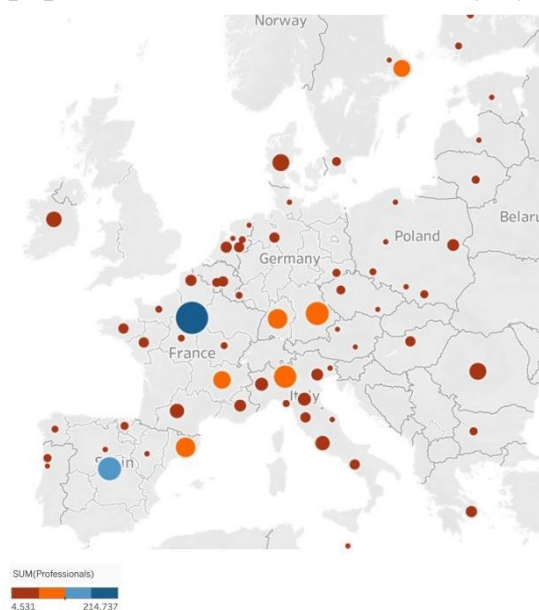 Norway
Belaru
Poland
Germany
France
Italy
Spain
SUM(Professionals)
4.531 214.737